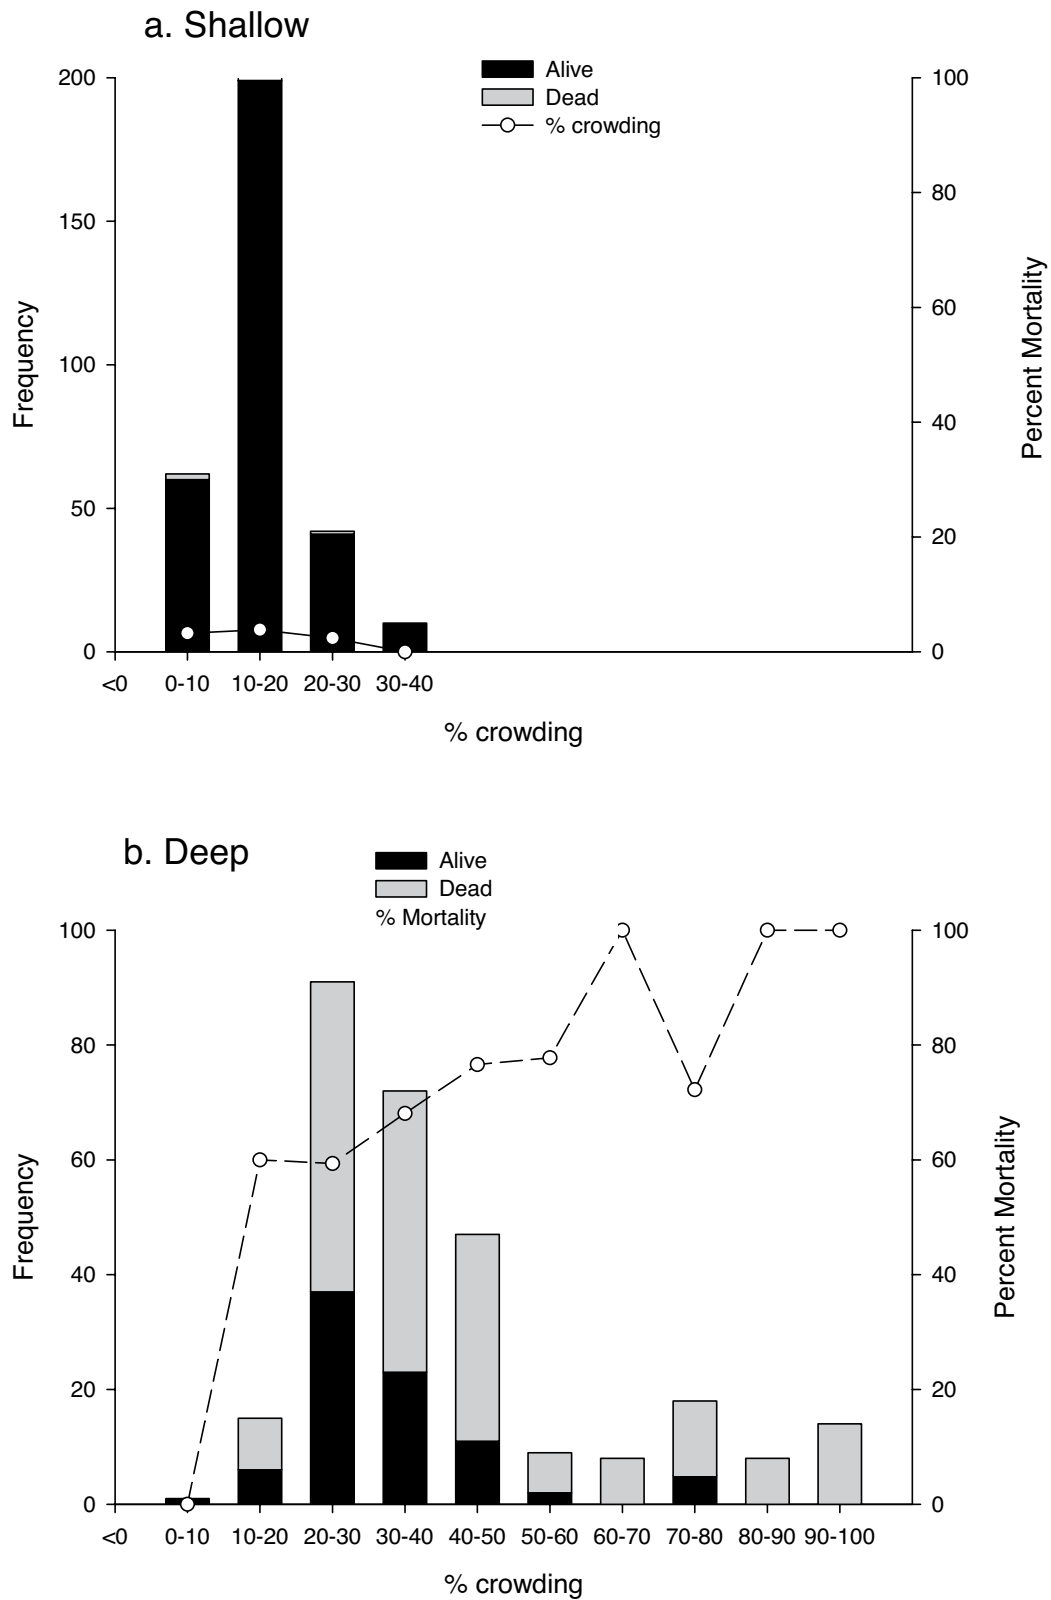 a. Shallow
Alive
Dead
% crowding
200
150
100
50
0
Frequency
100
80
60
40
20
0
Percent Mortality
<0 0-10 10-20 20-30 30-40
% crowding
b. Deep
Alive
Dead
% Mortality
100
80
60
40
20
0
Frequency
100
80
60
40
20
0
Percent Mortality
<0 0-10 10-20 20-30 30-40 40-50 50-60 60-70 70-80 80-90 90-100
% crowding